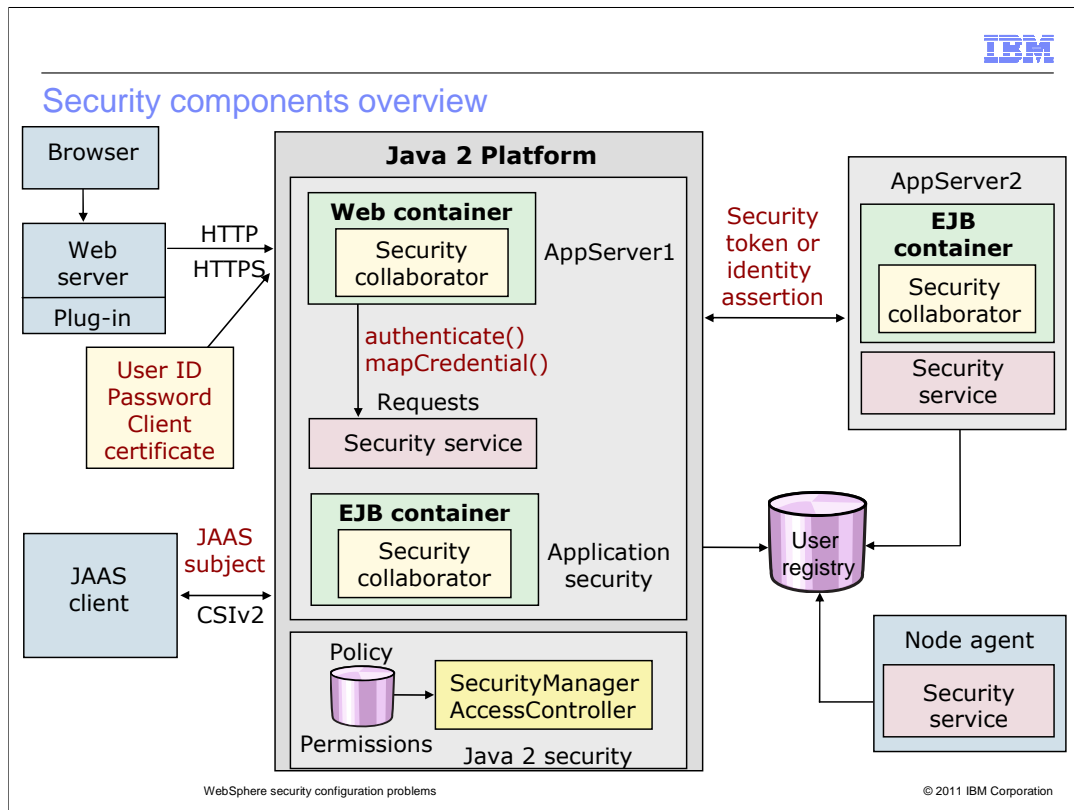 IBM
Security components overview
Browser
Web
server
Plug-in
HTTP
HTTPS
User ID
Password
Client
certificate
JAAS
client
JAAS
subject
CSIv2
Java 2 Platform
Web container
Security
collaborator
AppServer1
authenticate()
mapCredential()
Requests
Security service
EJB container
Security
collaborator
Application
security
Policy
Permissions
SecurityManager
AccessController
Java 2 security
Security
token or
identity
assertion
AppServer2
EJB
container
Security
collaborator
Security
service
User
registry
Node agent
Security
service
WebSphere security configuration problems
© 2011 IBM Corporation